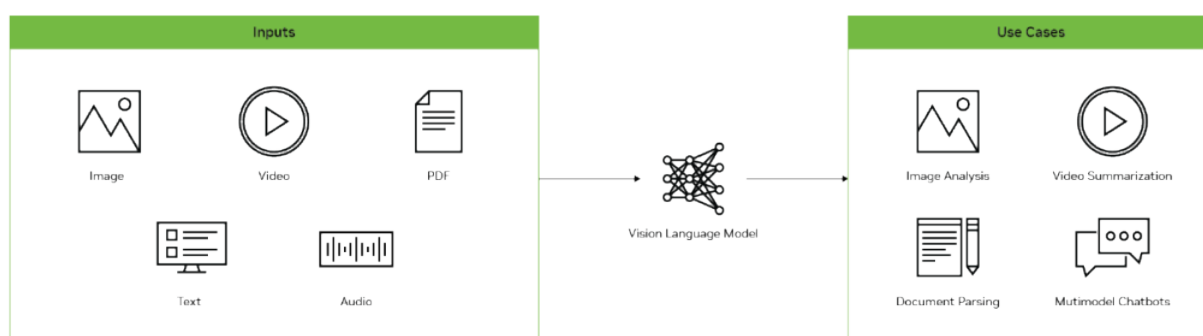 Inputs
Use Cases
Image
Video
PDF
Image Analysis
Video Summarization
Vision Language Model
Text
Audio
Document Parsing
Mutimodel Chatbots